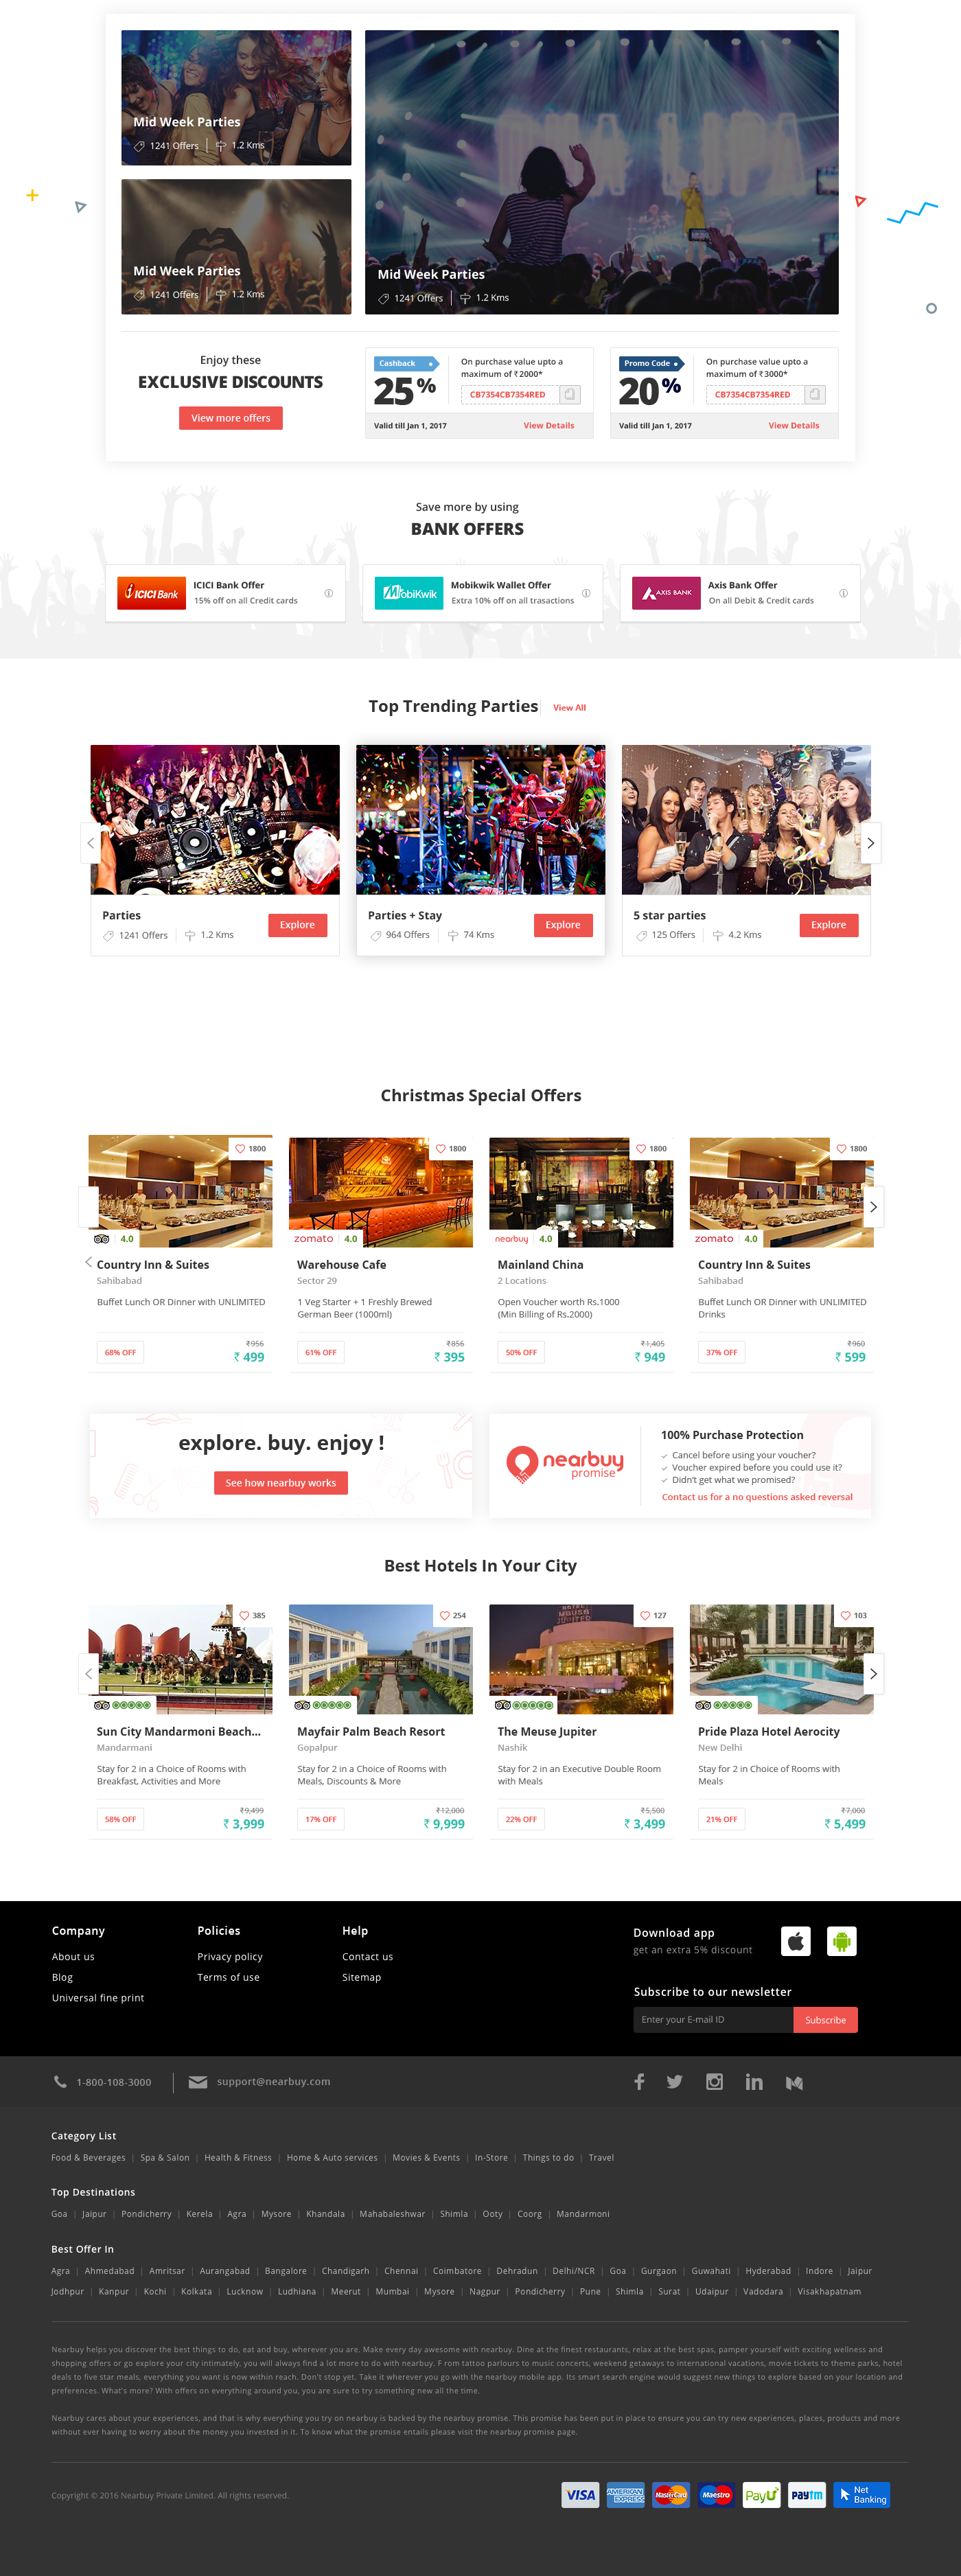 Mid Week Parties
1241 Offers
1.2 Kms
Mid Week Parties
1241 Offers
1.2 Kms
Mid Week Parties
1241 Offers
1.2 Kms
Enjoy these
EXCLUSIVE DISCOUNTS
View more offers
Cashback
25%
On purchase value upto a
maximum of ₹2000*
CB7354CB7354RED
Valid till Jan 1, 2017
View Details
Promo Code
20%
On purchase value upto a
maximum of ₹3000*
CB7354CB7354RED
Valid till Jan 1, 2017
View Details
Save more by using
BANK OFFERS
ICICI Bank
ICICI Bank Offer
15% off on all Credit cards
MobiKwik
Mobikwik Wallet Offer
Extra 10% off on all trasactions
AXIS BANK
Axis Bank Offer
On all Debit & Credit cards
Top Trending Parties
View All
Parties
1241 Offers
1.2 Kms
Explore
Parties + Stay
964 Offers
74 Kms
Explore
5 star parties
125 Offers
4.2 Kms
Explore
Christmas Special Offers
1800
4.0
Country Inn & Suites
Sahibabad
Buffet Lunch OR Dinner with UNLIMITED
68% OFF
₹956
₹ 499
1800
zomato
4.0
Warehouse Cafe
Sector 29
1 Veg Starter + 1 Freshly Brewed
German Beer (1000ml)
61% OFF
₹856
₹ 395
1800
nearbuy
4.0
Mainland China
2 Locations
Open Voucher worth Rs.1000
(Min Billing of Rs.2000)
50% OFF
₹1,405
₹ 949
1800
zomato
4.0
Country Inn & Suites
Sahibabad
Buffet Lunch OR Dinner with UNLIMITED
Drinks
37% OFF
₹960
₹ 599
explore. buy. enjoy !
See how nearbuy works
nearbuy
promise
100% Purchase Protection
Cancel before using your voucher?
Voucher expired before you could use it?
Didn't get what we promised?
Contact us for a no questions asked reversal
Best Hotels In Your City
385
Sun City Mandarmoni Beach...
Mandarmani
Stay for 2 in a Choice of Rooms with
Breakfast, Activities and More
58% OFF
₹9,499
₹ 3,999
254
Mayfair Palm Beach Resort
Gopalpur
Stay for 2 in a Choice of Rooms with
Meals, Discounts & More
17% OFF
₹12,000
₹ 9,999
127
The Meuse Jupiter
Nashik
Stay for 2 in an Executive Double Room
with Meals
22% OFF
₹5,500
₹ 3,499
103
Pride Plaza Hotel Aerocity
New Delhi
Stay for 2 in Choice of Rooms with
Meals
21% OFF
₹7,000
₹ 5,499
Company
About us
Blog
Universal fine print
Policies
Privacy policy
Terms of use
Help
Contact us
Sitemap
Download app
get an extra 5% discount
Subscribe to our newsletter
Enter your E-mail ID
Subscribe
1-800-108-3000
support@nearbuy.com
Category List
Food & Beverages | Spa & Salon | Health & Fitness | Home & Auto services | Movies & Events | In-Store | Things to do | Travel
Top Destinations
Goa | Jaipur | Pondicherry | Kerela | Agra | Mysore | Khandala | Mahabaleshwar | Shimla | Ooty | Coorg | Mandarmoni
Best Offer In
Agra | Ahmedabad | Amritsar | Aurangabad | Bangalore | Chandigarh | Chennai | Coimbatore | Dehradun | Delhi/NCR | Goa | Gurgaon | Guwahati | Hyderabad | Indore | Jaipur
Jodhpur | Kanpur | Kochi | Kolkata | Lucknow | Ludhiana | Meerut | Mumbai | Mysore | Nagpur | Pondicherry | Pune | Shimla | Surat | Udaipur | Vadodara | Visakhapatnam
Nearbuy helps you discover the best things to do, eat and buy, wherever you are. Make every day awesome with nearbuy. Dine at the finest restaurants, relax at the best spas, pamper yourself with exciting wellness and
shopping offers or go explore your city intimately, you will always find a lot more to do with nearbuy. F rom tattoo parlours to music concerts, weekend getaways to international vacations, movie tickets to theme parks, hotel
deals to five star meals, everything you want is now within reach. Don't stop yet. Take it wherever you go with the nearbuy mobile app. Its smart search engine would suggest new things to explore based on your location and
preferences. What's more? With offers on everything around you, you are sure to try something new all the time.
Nearbuy cares about your experiences, and that is why everything you try on nearbuy is backed by the nearbuy promise. This promise has been put in place to ensure you can try new experiences, places, products and more
without ever having to worry about the money you invested in it. To know what the promise entails please visit the nearbuy promise page.
Copyright © 2016 Nearbuy Private Limited. All rights reserved.
VISA
AMERICAN EXPRESS
MasterCard
Maestro
PayU
paytm
Net
Banking